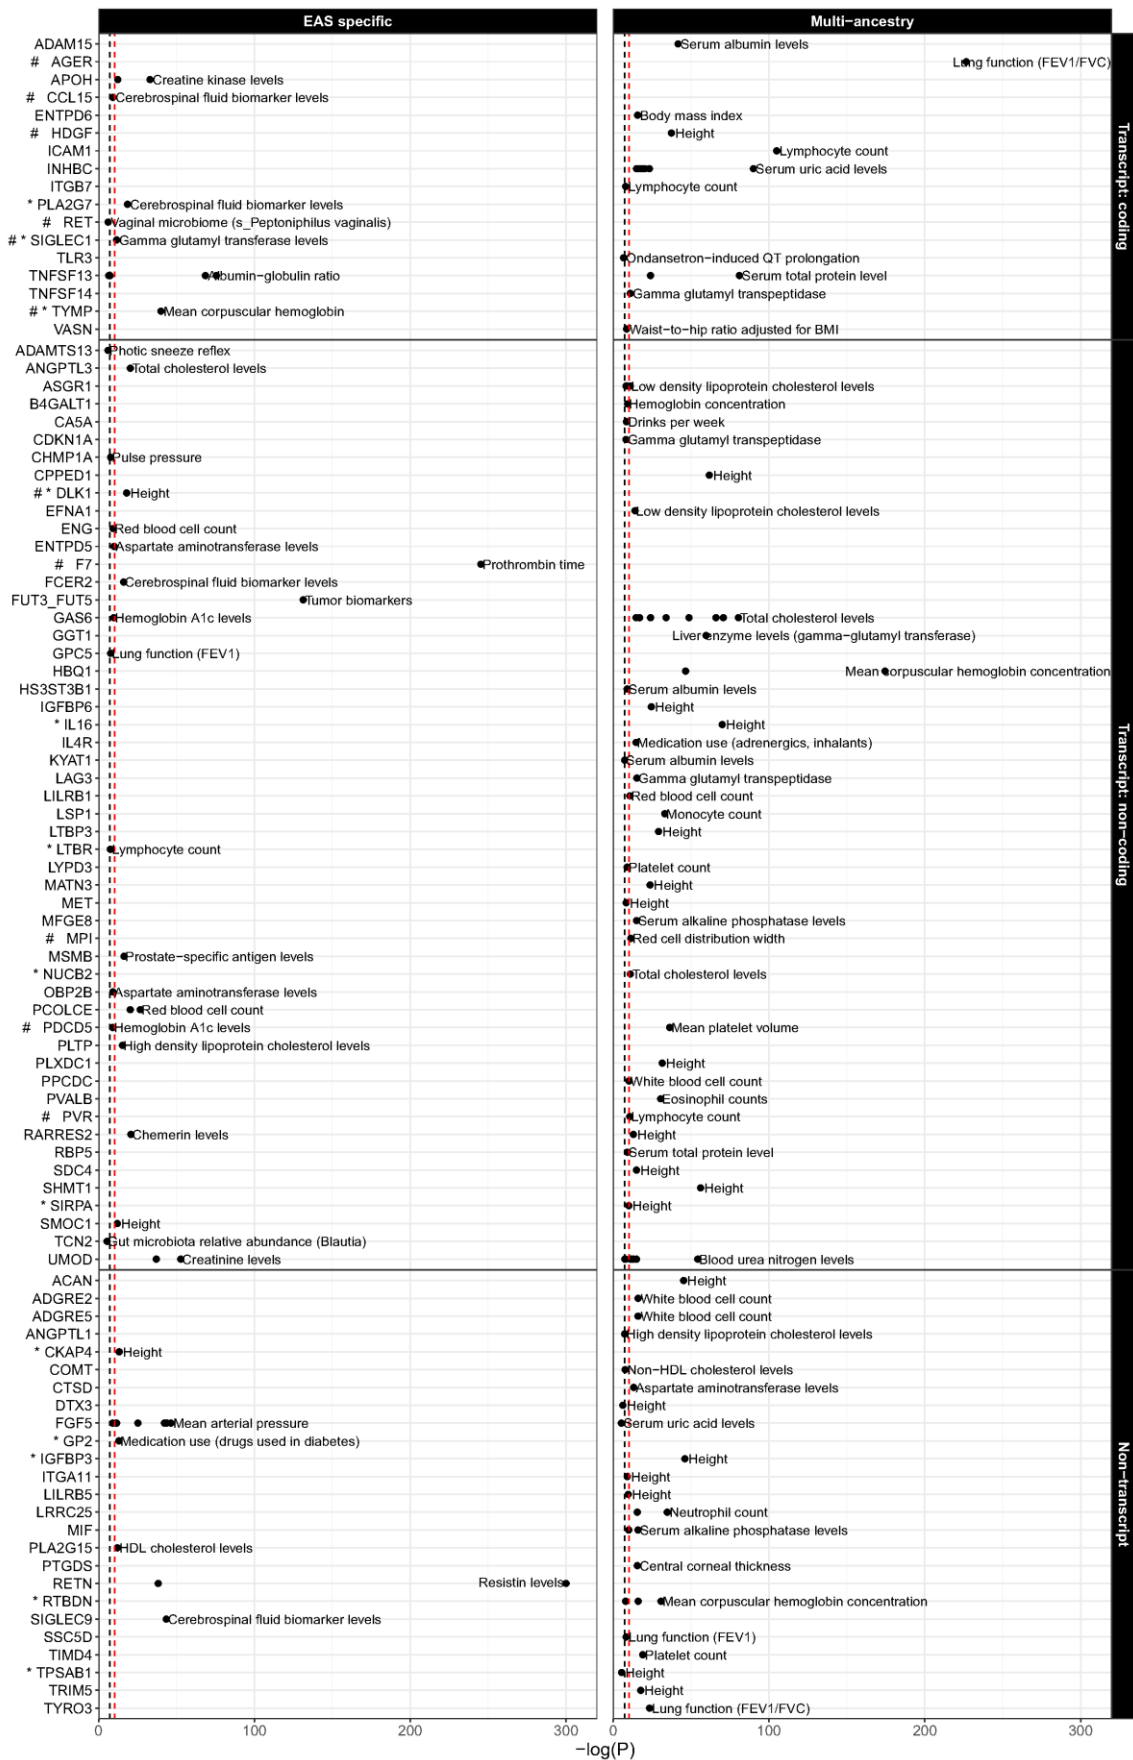 EAS specific Multi−ancestry
ADAM15 Serum albumin levels
# AGER Lung function (FEV1/FVC)
APOH Creatine kinase levels
# CCL15 Cerebrospinal fluid biomarker levels
ENTPD6 Body mass index
# HDGF Height
ICAM1 Lymphocyte count
INHBC Serum uric acid levels
ITGB7 Lymphocyte count
* PLA2G7 Cerebrospinal fluid biomarker levels
# RET Vaginal microbiome (s_Peptoniphilus vaginalis)
# * SIGLEC1 Gamma glutamyl transferase levels
TLR3 Ondansetron−induced QT prolongation
TNFSF13 Albumin−globulin ratio Serum total protein level
TNFSF14 Gamma glutamyl transpeptidase
# * TYMP Mean corpuscular hemoglobin
VASN Waist−to−hip ratio adjusted for BMI
Transcript: coding
ADAMTS13 Photic sneeze reflex
ANGPTL3 Total cholesterol levels
ASGR1 Low density lipoprotein cholesterol levels
B4GALT1 Hemoglobin concentration
CA5A Drinks per week
CDKN1A Gamma glutamyl transpeptidase
CHMP1A Pulse pressure
CPPED1 Height
# * DLK1 Height
EFNA1 Low density lipoprotein cholesterol levels
ENG Red blood cell count
ENTPD5 Aspartate aminotransferase levels
# F7 Prothrombin time
FCER2 Cerebrospinal fluid biomarker levels
FUT3_FUT5 Tumor biomarkers
GAS6 Hemoglobin A1c levels Total cholesterol levels
GGT1 Liver enzyme levels (gamma−glutamyl transferase)
GPC5 Lung function (FEV1)
HBQ1 Mean corpuscular hemoglobin concentration
HS3ST3B1 Serum albumin levels
IGFBP6 Height
* IL16 Height
IL4R Medication use (adrenergics, inhalants)
KYAT1 Serum albumin levels
LAG3 Gamma glutamyl transpeptidase
LILRB1 Red blood cell count
LSP1 Monocyte count
LTBP3 Height
* LTBR Lymphocyte count
LYPD3 Platelet count
MATN3 Height
MET Height
MFGE8 Serum alkaline phosphatase levels
# MPI Red cell distribution width
MSMB Prostate−specific antigen levels
* NUCB2 Total cholesterol levels
OBP2B Aspartate aminotransferase levels
PCOLCE Red blood cell count
# PDCD5 Hemoglobin A1c levels Mean platelet volume
PLTP High density lipoprotein cholesterol levels
PLXDC1 Height
PPCDC White blood cell count
PVALB Eosinophil counts
# PVR Lymphocyte count
RARRES2 Chemerin levels Height
RBP5 Serum total protein level
SDC4 Height
SHMT1 Height
* SIRPA Height
SMOC1 Height
TCN2 Gut microbiota relative abundance (Blautia)
UMOD Creatinine levels Blood urea nitrogen levels
Transcript: non−coding
ACAN Height
ADGRE2 White blood cell count
ADGRE5 White blood cell count
ANGPTL1 High density lipoprotein cholesterol levels
* CKAP4 Height
COMT Non−HDL cholesterol levels
CTSD Aspartate aminotransferase levels
DTX3 Height
FGF5 Mean arterial pressure Serum uric acid levels
* GP2 Medication use (drugs used in diabetes)
* IGFBP3 Height
ITGA11 Height
LILRB5 Height
LRRC25 Neutrophil count
MIF Serum alkaline phosphatase levels
PLA2G15 HDL cholesterol levels
PTGDS Central corneal thickness
RETN Resistin levels
* RTBDN Mean corpuscular hemoglobin concentration
SIGLEC9 Cerebrospinal fluid biomarker levels
SSC5D Lung function (FEV1)
TIMD4 Platelet count
* TPSAB1 Height
TRIM5 Height
TYRO3 Lung function (FEV1/FVC)
Non−transcript
0 100 200 300 0 100 200 300
−log(P)